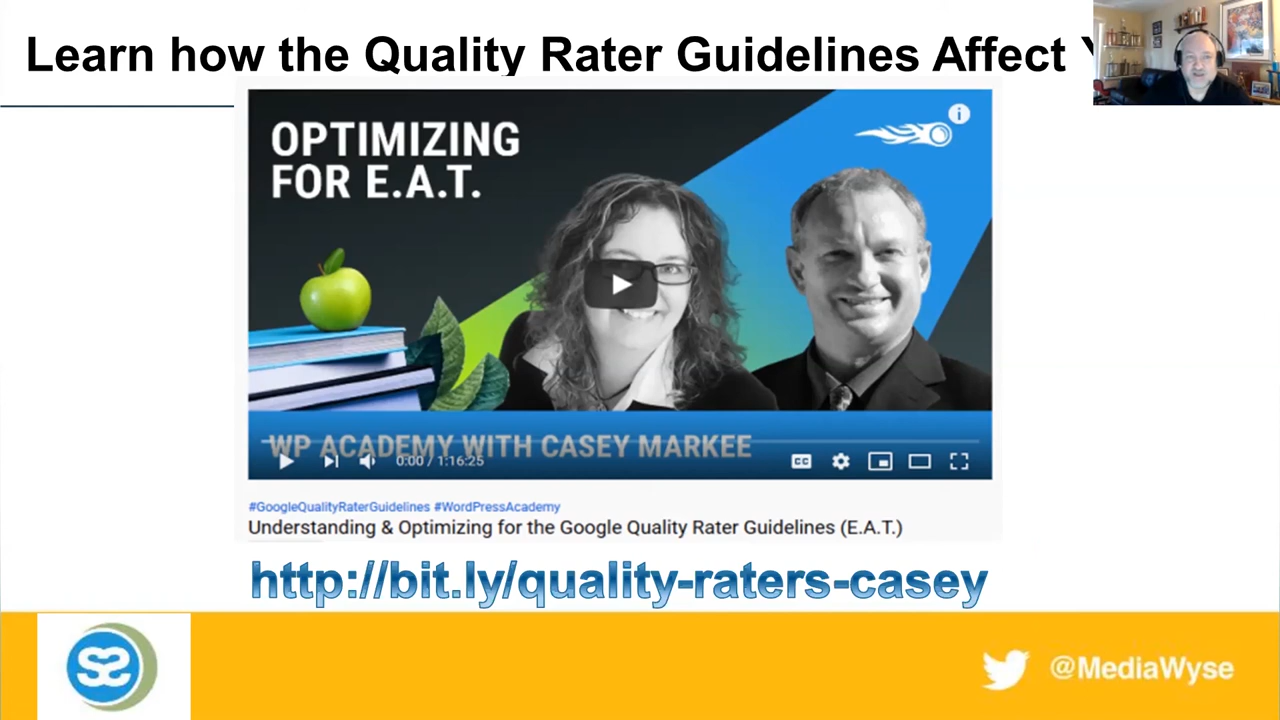 Learn how the Quality Rater Guidelines Affect
OPTIMIZING
FOR E.A.T.
i
WP ACADEMY WITH CASEY MARKEE
0:00 / 1:16:25
CC
#GoogleQualityRaterGuidelines #WordPressAcademy
Understanding & Optimizing for the Google Quality Rater Guidelines (E.A.T.)
http://bit.ly/quality-raters-casey
@MediaWyse